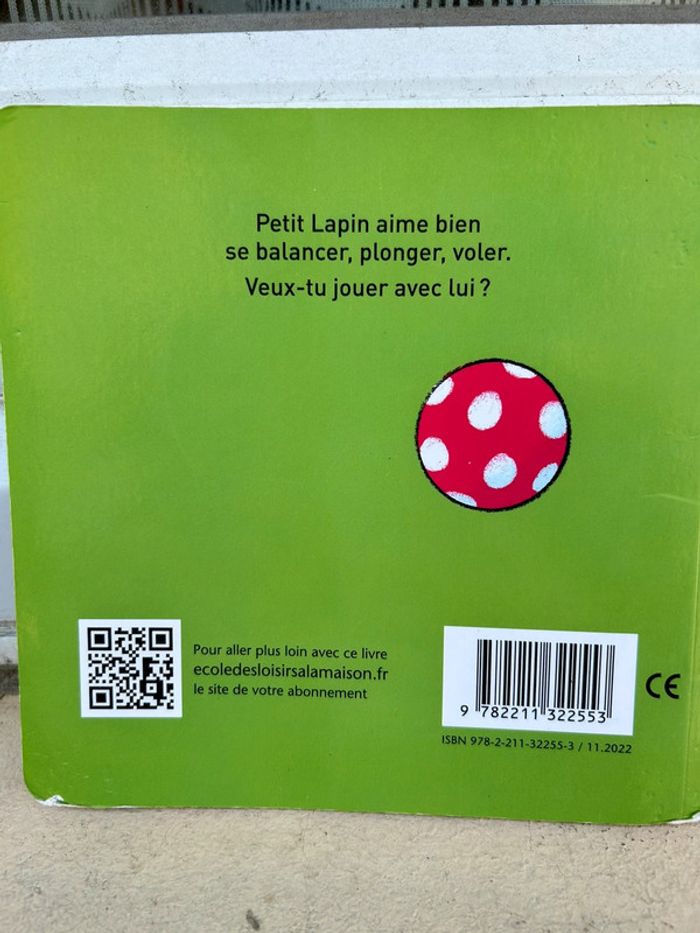 Petit Lapin aime bien
se balancer, plonger, voler.
Veux-tu jouer avec lui ?
Pour aller plus loin avec ce livre
ecoledesloisirsalamaison.fr
le site de votre abonnement
9 782211 322553
ISBN 978-2-211-32255-3 / 11.2022
CE